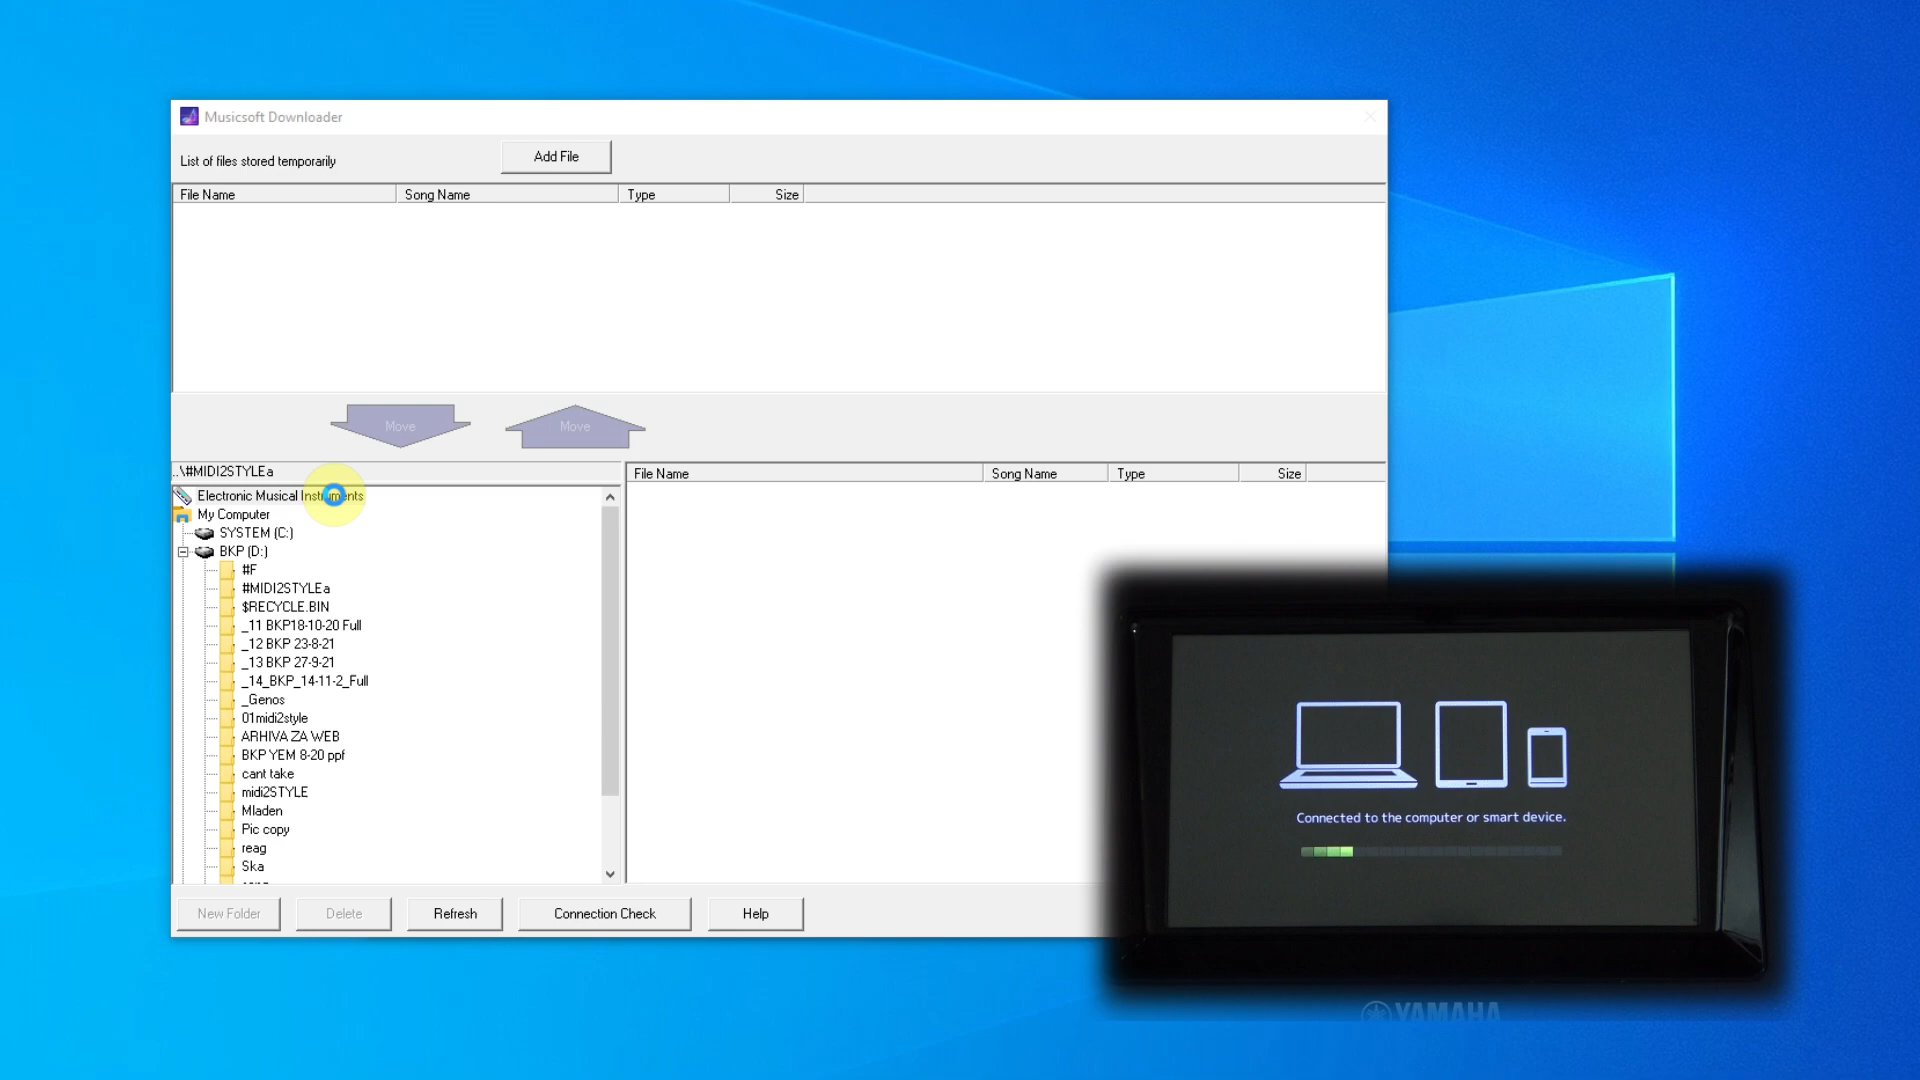 Musicsoft Downloader
List of files stored temporarily
Add File
File Name Song Name Type Size
Move Move
..\#MIDI2STYLEa
Electronic Musical Instruments
My Computer
SYSTEM (C:)
BKP (D:)
#F
#MIDI2STYLEa
$RECYCLE.BIN
_11 BKP18-10-20 Full
_12 BKP 23-8-21
_13 BKP 27-9-21
_14_BKP_14-11-2_Full
_Genos
01midi2style
ARHIVA ZA WEB
BKP YEM 8-20 ppf
cant take
midi2STYLE
Mladen
Pic copy
reag
Ska
File Name Song Name Type Size
New Folder Delete Refresh Connection Check Help
Connected to the computer or smart device.
YAMAHA